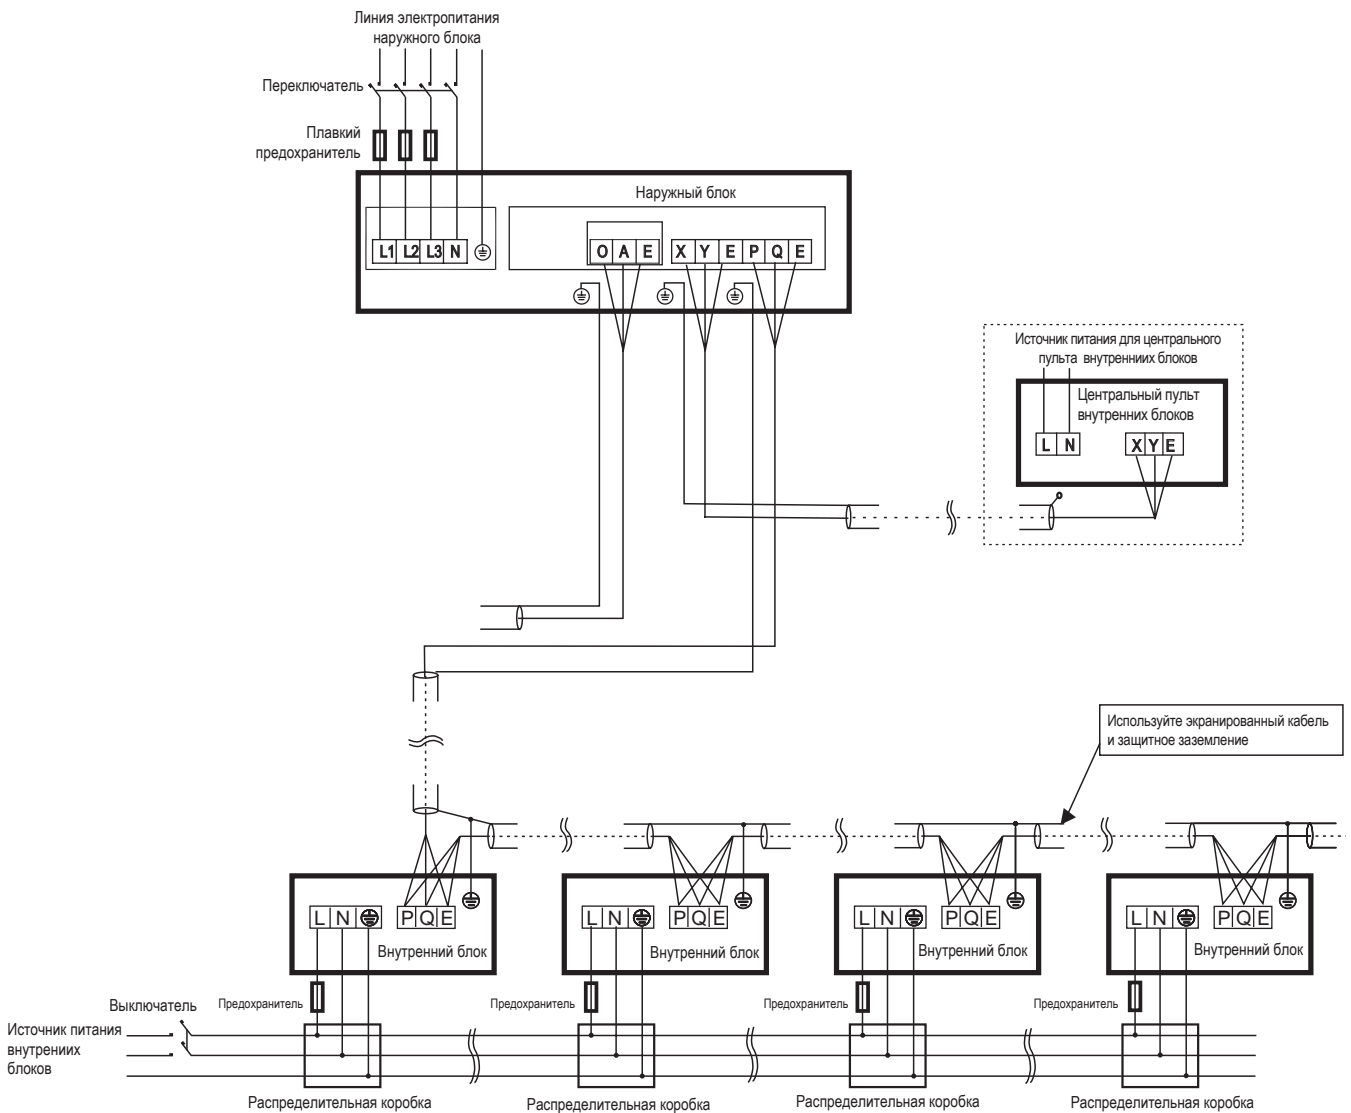 Линия электропитания
наружного блока
Переключатель
Плавкий
предохранитель
Наружный блок
L1 L2 L3 N
O A E X Y E P Q E
Источник питания для центрального
пульта внутренниих блоков
Центральный пульт
внутренних блоков
L N X Y E
Используйте экранированный кабель
и защитное заземление
L N P Q E
Внутренний блок
L N P Q E
Внутренний блок
L N P Q E
Внутренний блок
L N P Q E
Внутренний блок
Выключатель
Предохранитель
Предохранитель
Предохранитель
Предохранитель
Источник питания
внутрениих
блоков
Распределительная коробка
Распределительная коробка
Распределительная коробка
Распределительная коробка